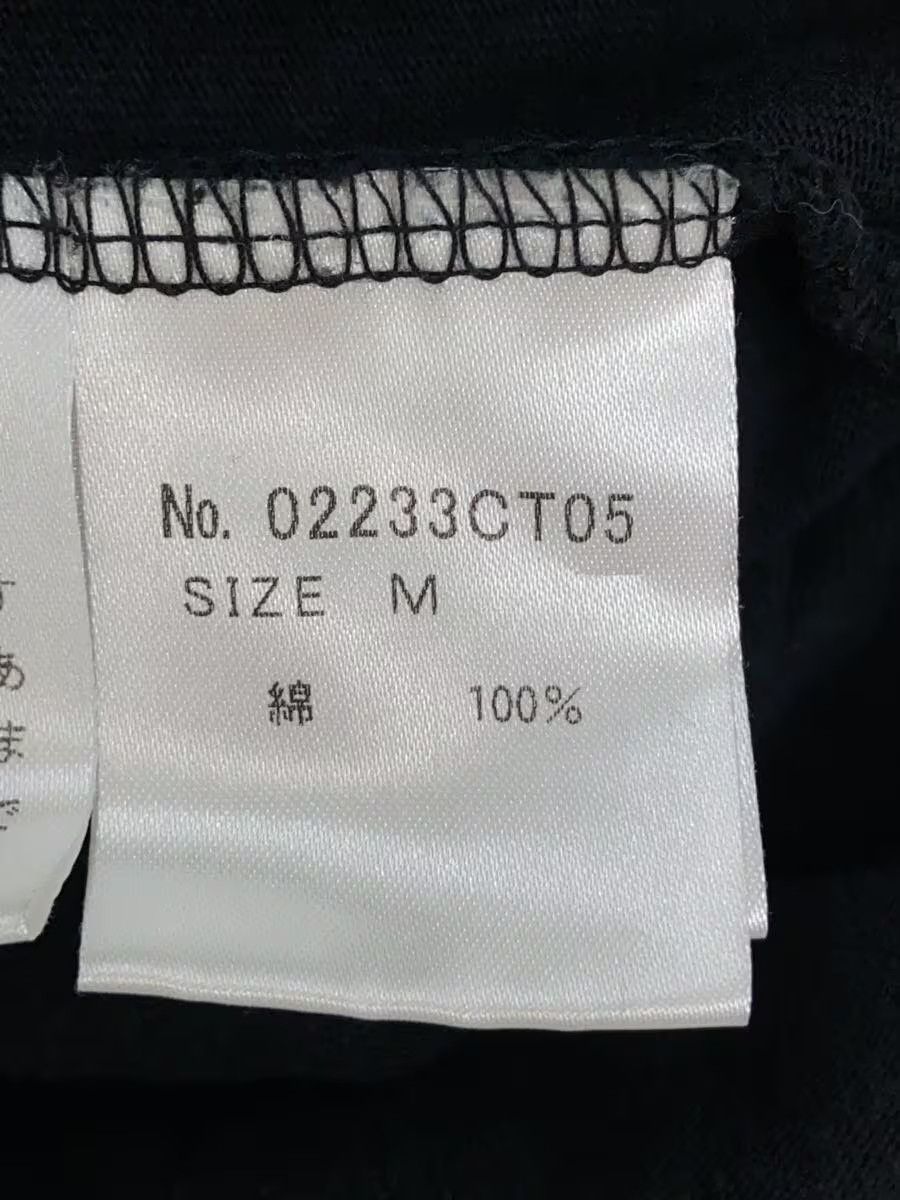 No. 02233CT05
SIZE M
綿 100%